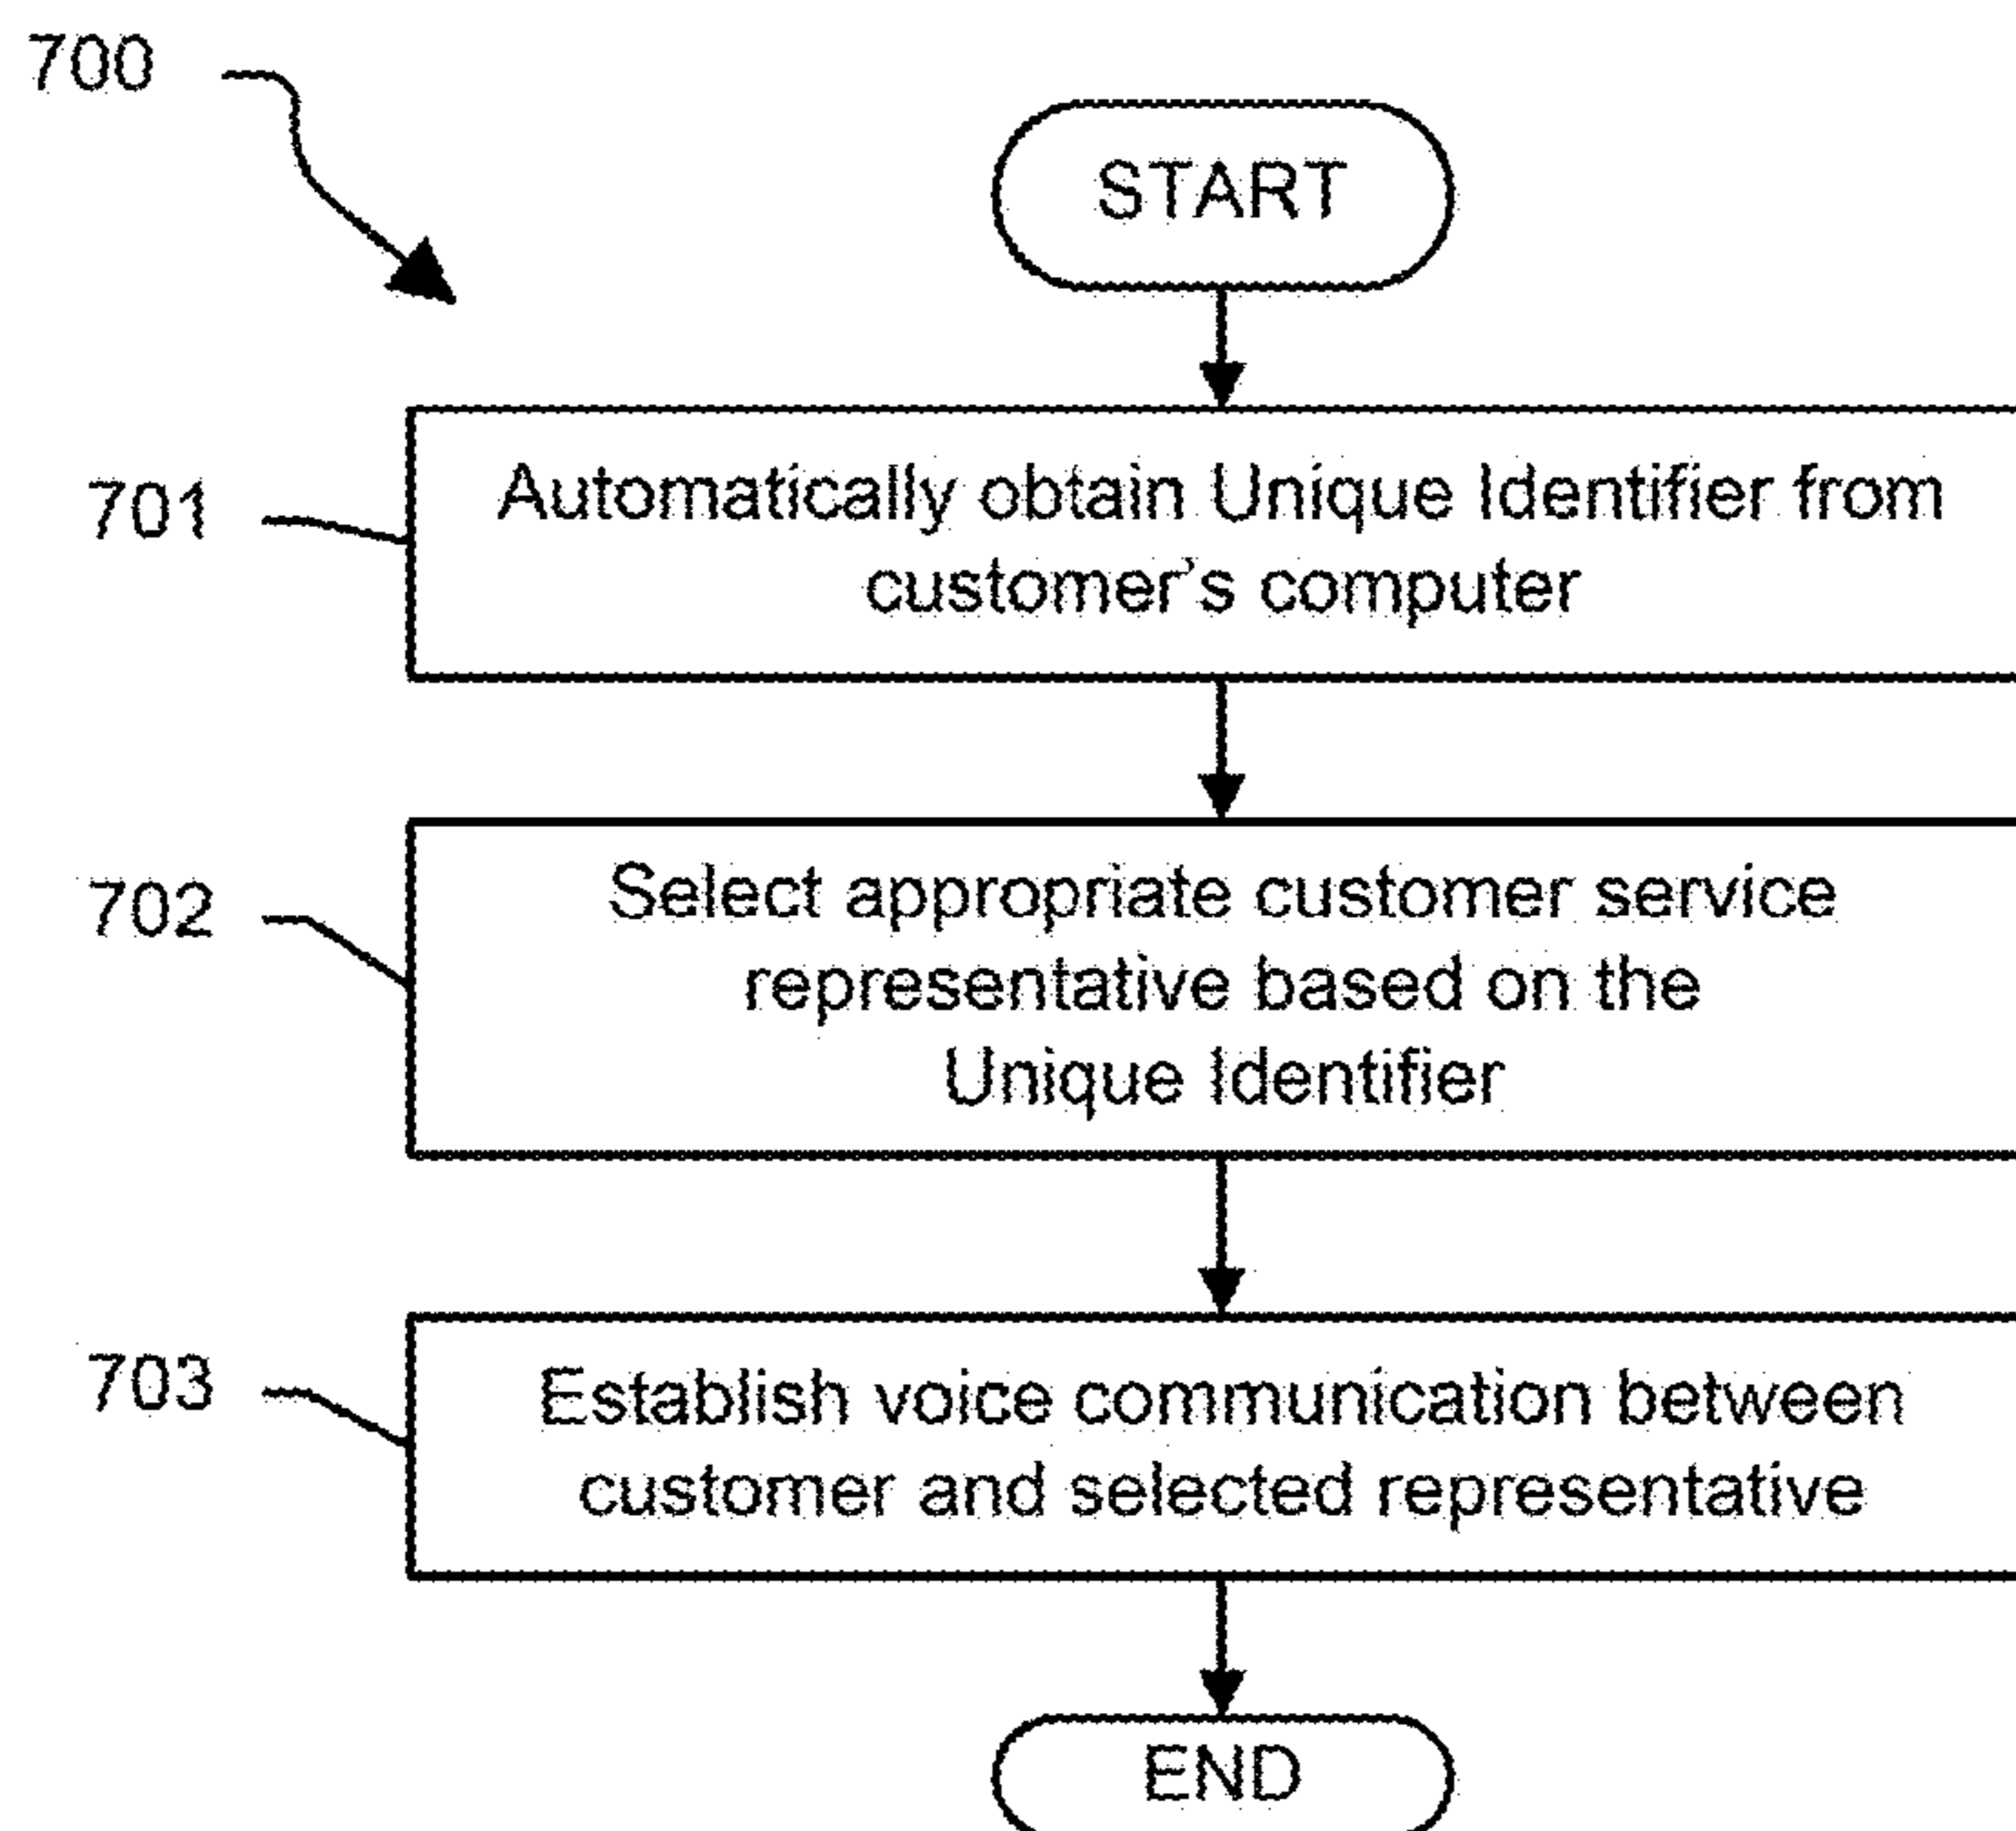 700
START
701
Automatically obtain Unique Identifier from
customer's computer
702
Select appropriate customer service
representative based on the
Unique Identifier
703
Establish voice communication between
customer and selected representative
END